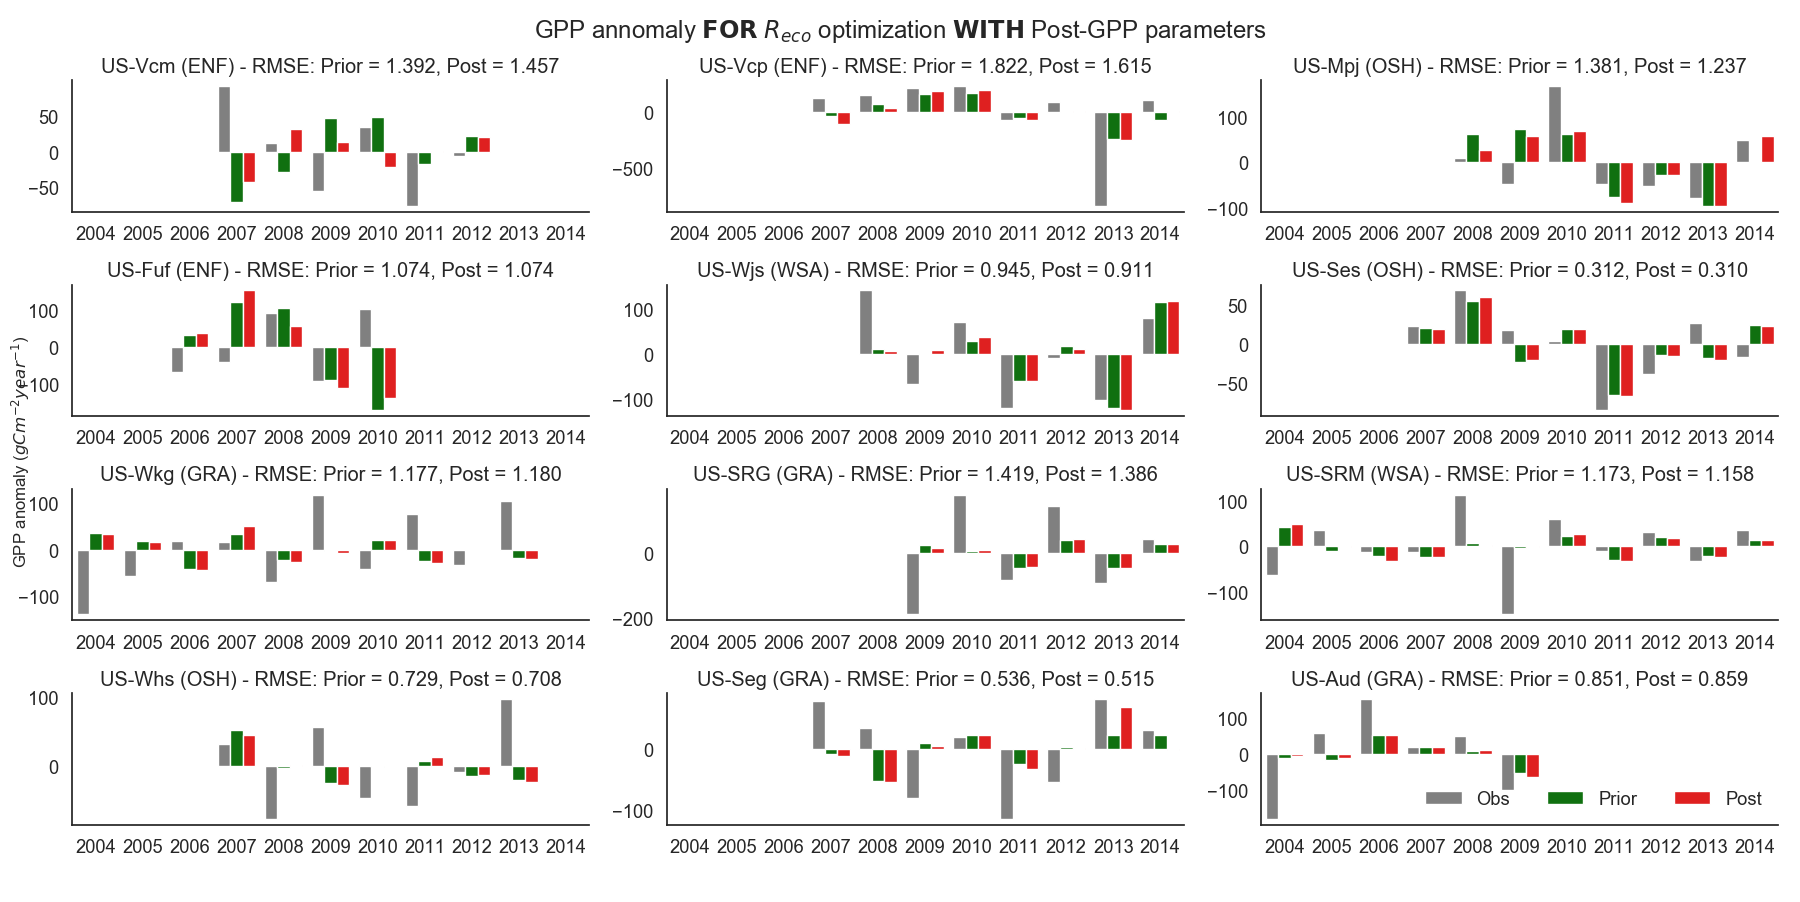 GPP annomaly FOR R_eco optimization WITH Post-GPP parameters
US-Vcm (ENF) - RMSE: Prior = 1.392, Post = 1.457
50
0
−50
2004 2005 2006 2007 2008 2009 2010 2011 2012 2013 2014
US-Vcp (ENF) - RMSE: Prior = 1.822, Post = 1.615
0
−500
2004 2005 2006 2007 2008 2009 2010 2011 2012 2013 2014
US-Mpj (OSH) - RMSE: Prior = 1.381, Post = 1.237
100
0
−100
2004 2005 2006 2007 2008 2009 2010 2011 2012 2013 2014
US-Fuf (ENF) - RMSE: Prior = 1.074, Post = 1.074
100
0
−100
2004 2005 2006 2007 2008 2009 2010 2011 2012 2013 2014
US-Wjs (WSA) - RMSE: Prior = 0.945, Post = 0.911
100
0
−100
2004 2005 2006 2007 2008 2009 2010 2011 2012 2013 2014
US-Ses (OSH) - RMSE: Prior = 0.312, Post = 0.310
50
0
−50
2004 2005 2006 2007 2008 2009 2010 2011 2012 2013 2014
GPP anomaly (gCm⁻²year⁻¹)
US-Wkg (GRA) - RMSE: Prior = 1.177, Post = 1.180
100
0
−100
2004 2005 2006 2007 2008 2009 2010 2011 2012 2013 2014
US-SRG (GRA) - RMSE: Prior = 1.419, Post = 1.386
0
−200
2004 2005 2006 2007 2008 2009 2010 2011 2012 2013 2014
US-SRM (WSA) - RMSE: Prior = 1.173, Post = 1.158
100
0
−100
2004 2005 2006 2007 2008 2009 2010 2011 2012 2013 2014
US-Whs (OSH) - RMSE: Prior = 0.729, Post = 0.708
100
0
2004 2005 2006 2007 2008 2009 2010 2011 2012 2013 2014
US-Seg (GRA) - RMSE: Prior = 0.536, Post = 0.515
0
−100
2004 2005 2006 2007 2008 2009 2010 2011 2012 2013 2014
US-Aud (GRA) - RMSE: Prior = 0.851, Post = 0.859
100
0
−100
Obs Prior Post
2004 2005 2006 2007 2008 2009 2010 2011 2012 2013 2014